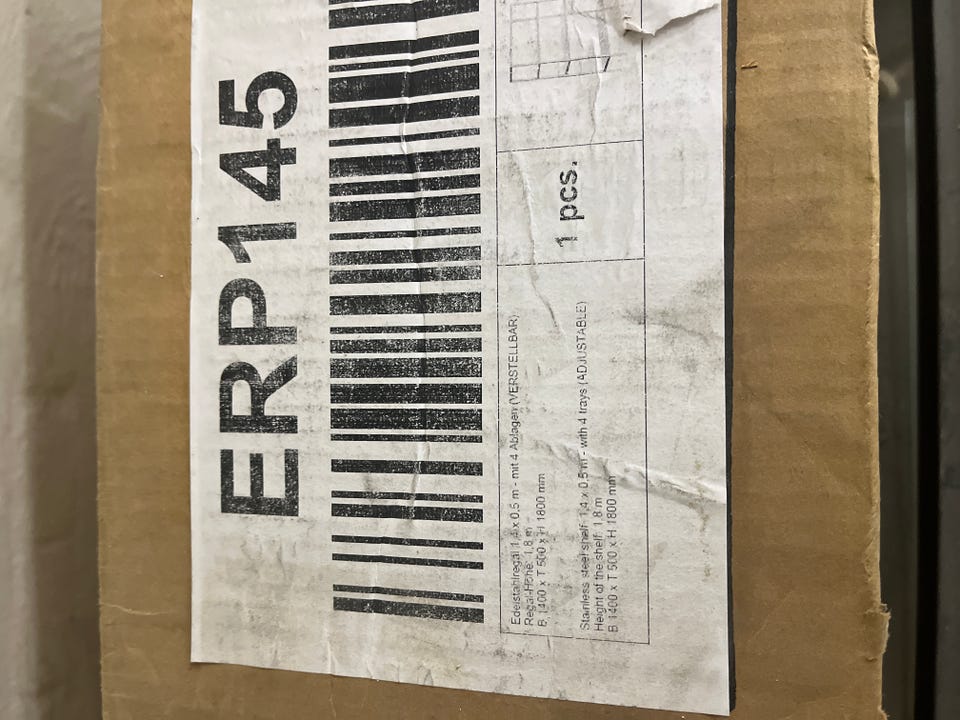 ERP145
Edelstahlregal 1,4 x 0,5 m - mit 4 Ablagen (VERSTELLBAR)
Regal-Höhe: 1,8 m
B 1400 x T 500 x H 1800 mm
Stainless steel shelf 1,4 x 0,5 m - with 4 trays (ADJUSTABLE)
Height of the shelf: 1,8 m
B 1400 x T 500 x H 1800 mm
1 pcs.